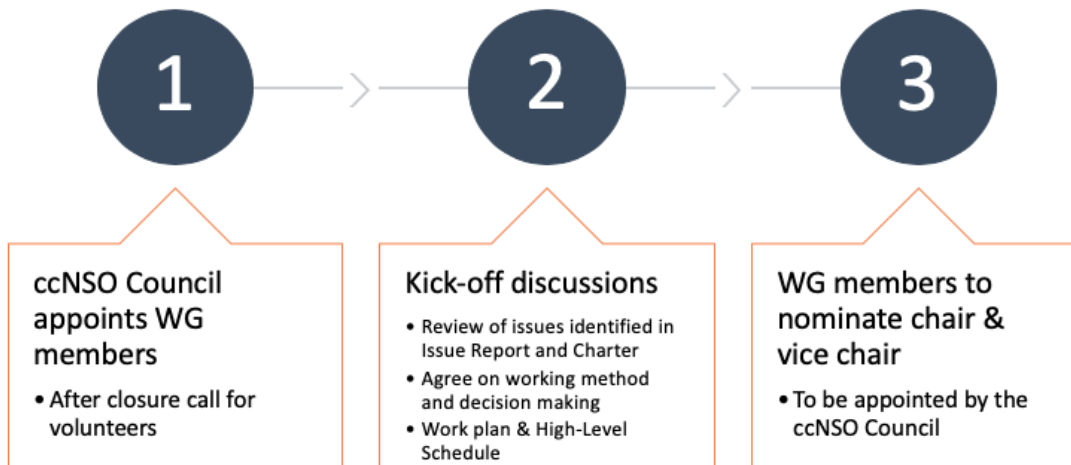 1
2
3
ccNSO Council
appoints WG
members
• After closure call for
volunteers
Kick-off discussions
• Review of issues identified in
Issue Report and Charter
• Agree on working method
and decision making
• Work plan & High-Level
Schedule
WG members to
nominate chair &
vice chair
• To be appointed by the
ccNSO Council